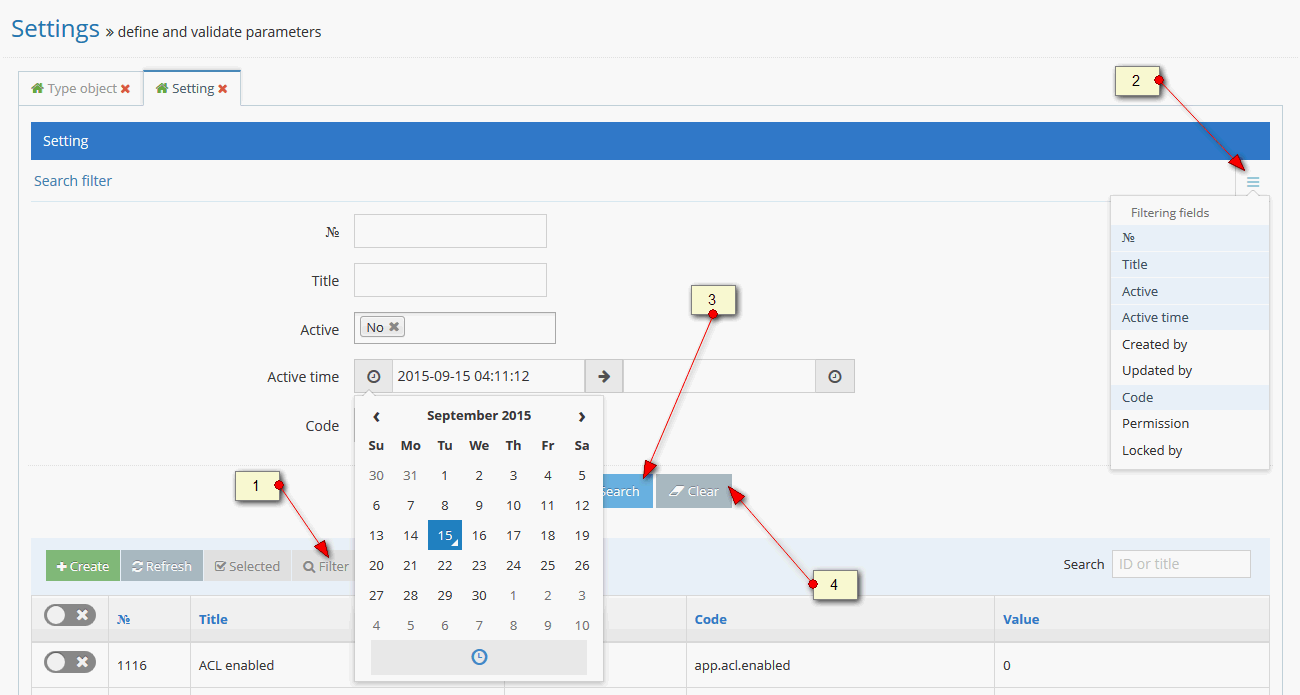 Settings » define and validate parameters
Type object Setting
2
Setting
Search filter
Filtering fields
№
Title
Active
Active time
Created by
Updated by
Code
Permission
Locked by
№
Title
3
Active No
Active time 2015-09-15 04:11:12
Code
September 2015
Su Mo Tu We Th Fr Sa
30 31 1 2 3 4 5
6 7 8 9 10 11 12
13 14 15 16 17 18 19
20 21 22 23 24 25 26
27 28 29 30 1 2 3
4 5 6 7 8 9 10
1
Search Clear
4
Create Refresh Selected Filter Search ID or title
№ Title Code Value
1116 ACL enabled app.acl.enabled 0